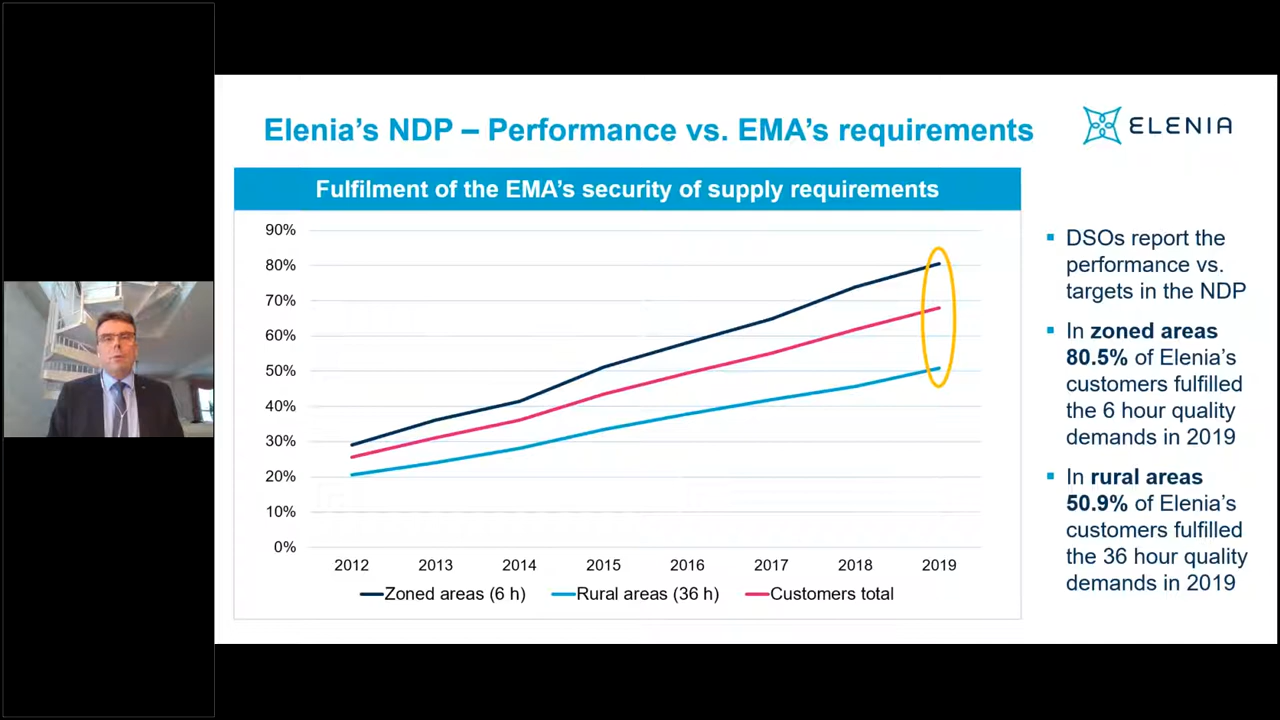 Elenia's NDP – Performance vs. EMA's requirements
ELENIA
Fulfilment of the EMA's security of supply requirements
90%
80%
70%
60%
50%
40%
30%
20%
10%
0%
2012 2013 2014 2015 2016 2017 2018 2019
Zoned areas (6 h) Rural areas (36 h) Customers total
▪ DSOs report the
performance vs.
targets in the NDP
▪ In zoned areas
80.5% of Elenia's
customers fulfilled
the 6 hour quality
demands in 2019
▪ In rural areas
50.9% of Elenia's
customers fulfilled
the 36 hour quality
demands in 2019